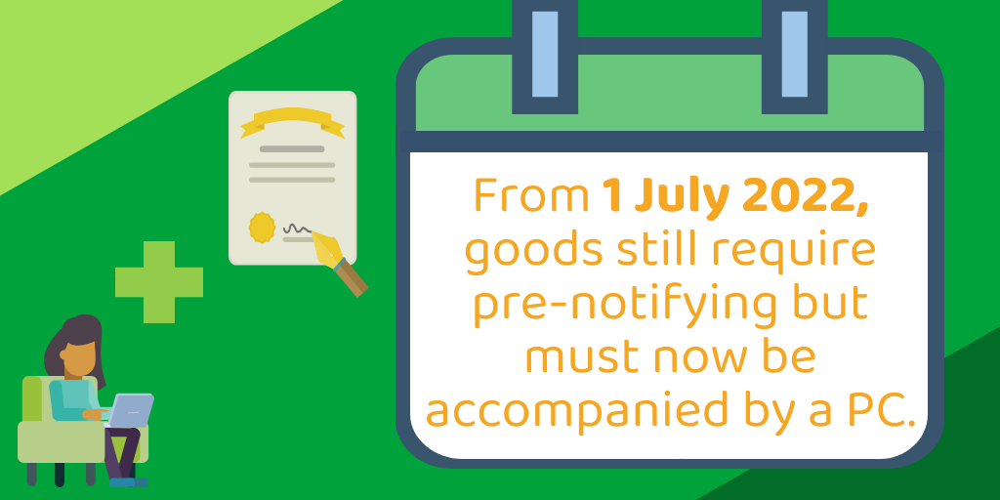 From 1 July 2022,
goods still require
pre-notifying but
must now be
accompanied by a PC.